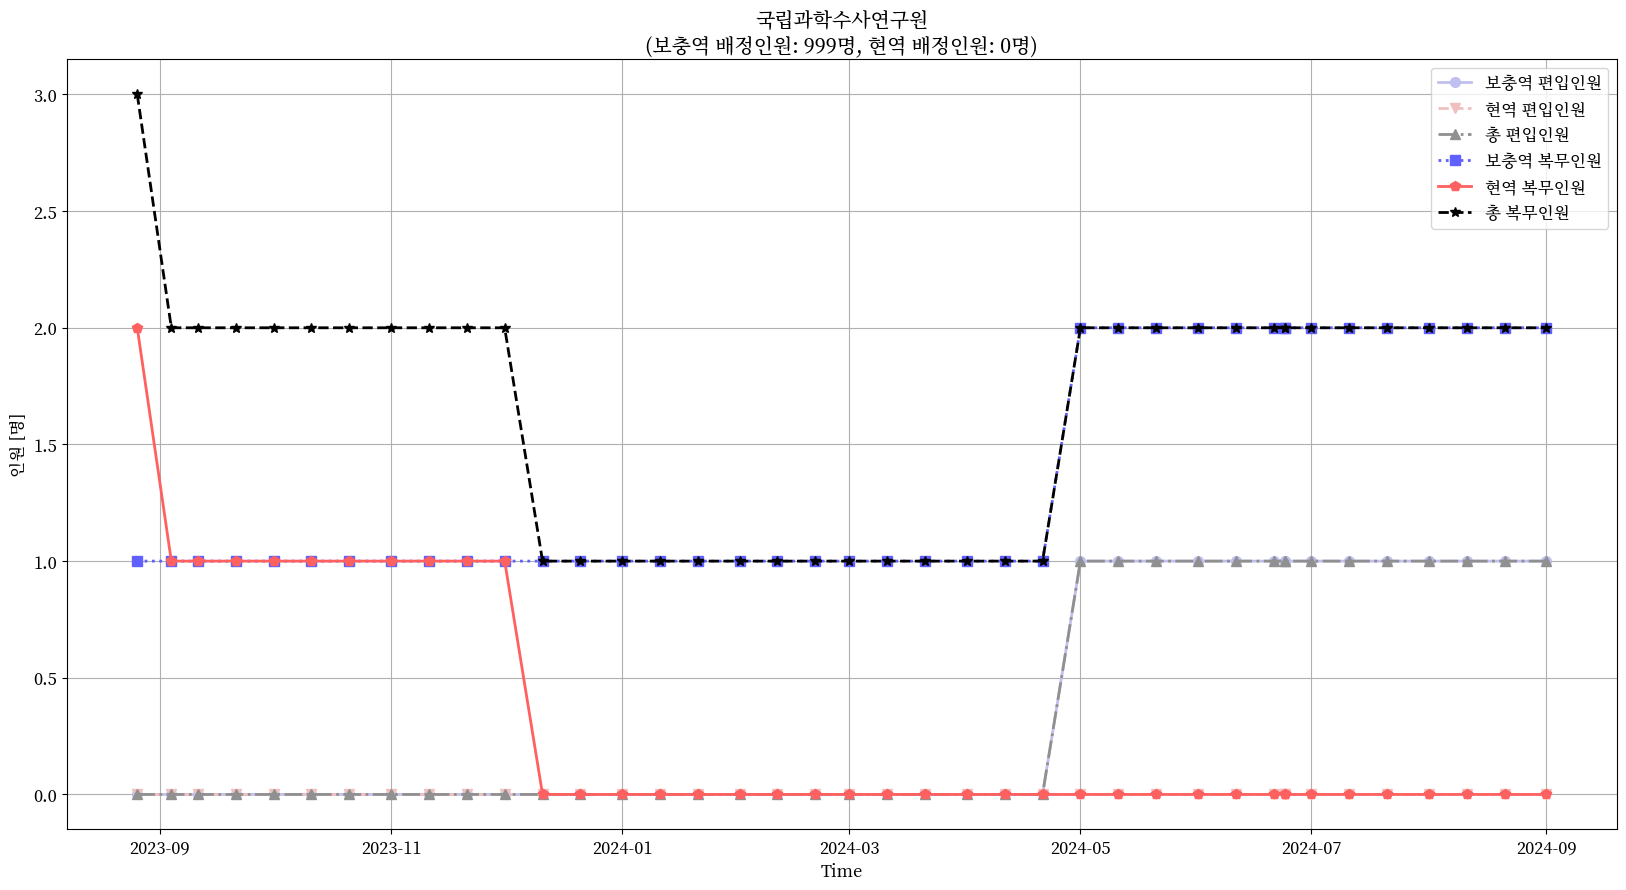 국립과학수사연구원
(보충역 배정인원: 999명, 현역 배정인원: 0명)
보충역 편입인원
현역 편입인원
총 편입인원
보충역 복무인원
현역 복무인원
총 복무인원
인원 [명]
3.0
2.5
2.0
1.5
1.0
0.5
0.0
2023-09
2023-11
2024-01
2024-03
2024-05
2024-07
2024-09
Time